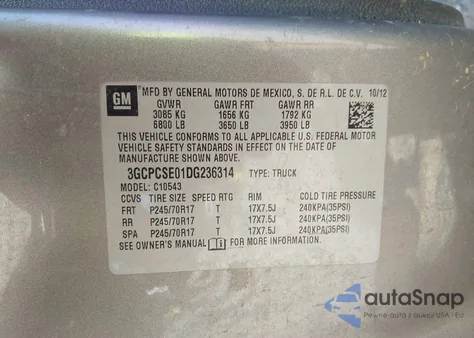 GM
MFD BY GENERAL MOTORS DE MEXICO, S. DE R.L. DE C.V. 10/12
GVWR GAWR FRT GAWR RR
3085 KG 1656 KG 1792 KG
6800 LB 3650 LB 3950 LB
THIS VEHICLE CONFORMS TO ALL APPLICABLE U.S. FEDERAL MOTOR
VEHICLE SAFETY STANDARDS IN EFFECT ON THE DATE OF
MANUFACTURE SHOWN ABOVE.
3GCPCSE01DG236314 TYPE: TRUCK
MODEL: C10543
CCVS TIRE SIZE SPEED RTG RIM COLD TIRE PRESSURE
FRT P245/70R17 T 17X7.5J 240KPA(35PSI)
RR P245/70R17 T 17X7.5J 240KPA(35PSI)
SPA P245/70R17 T 17X7.5J 240KPA(35PSI)
SEE OWNER'S MANUAL FOR MORE INFORMATION.
autoSnap
Pewne auta z USA i EU